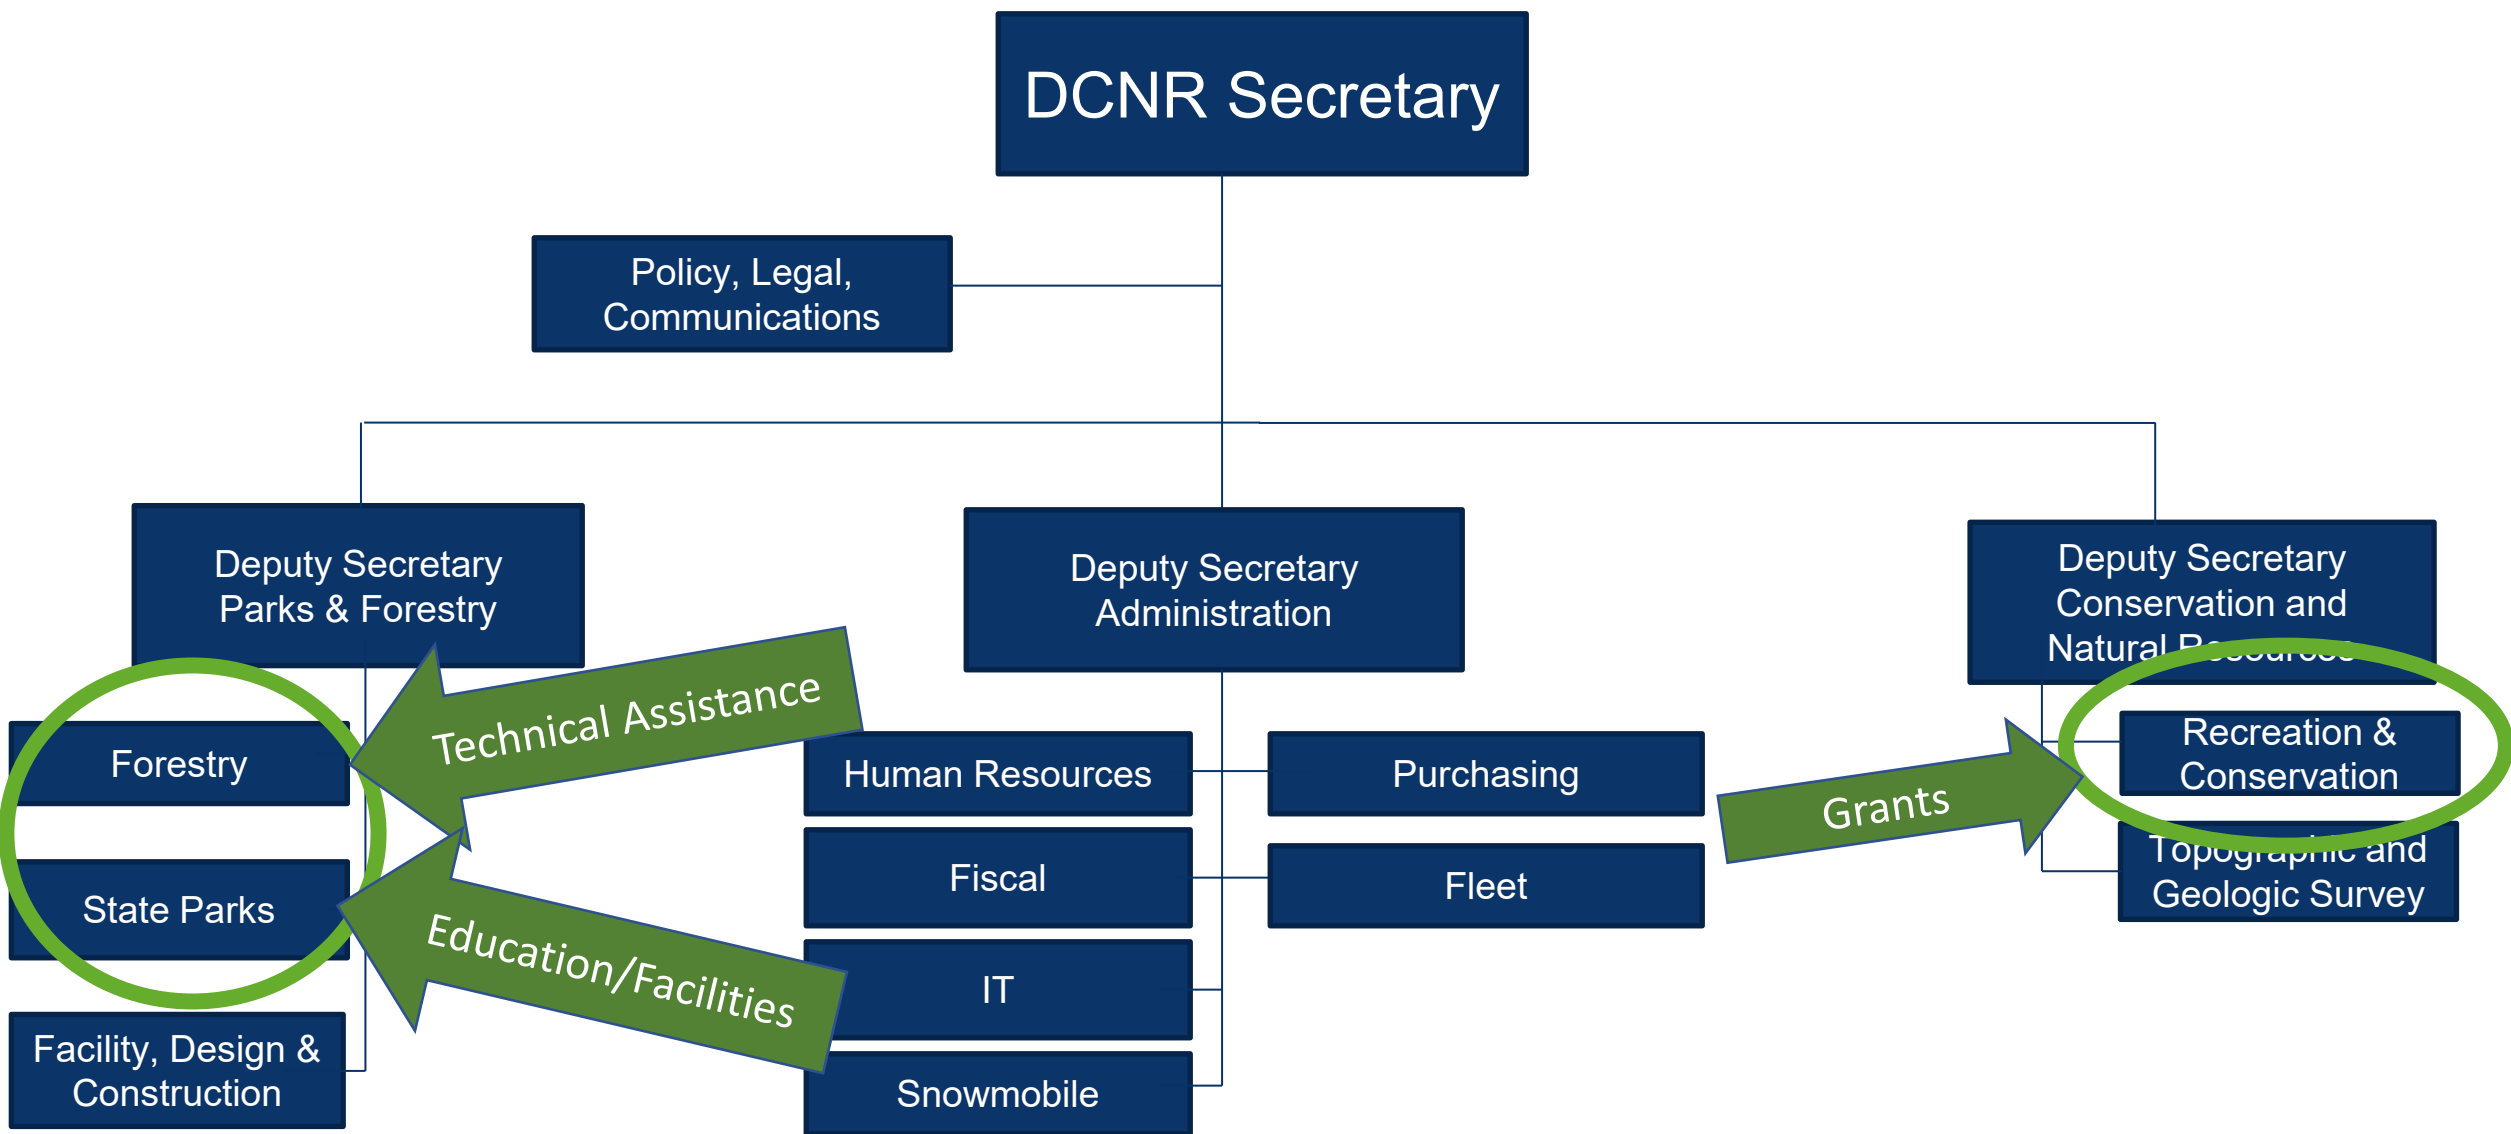 DCNR Secretary
Policy, Legal,
Communications
Deputy Secretary
Parks & Forestry
Deputy Secretary
Administration
Deputy Secretary
Conservation and
Natural Resources
Technical Assistance
Forestry
State Parks
Education/Facilities
Facility, Design &
Construction
Human Resources
Purchasing
Fiscal
Fleet
IT
Snowmobile
Grants
Recreation &
Conservation
Topographic and
Geologic Survey